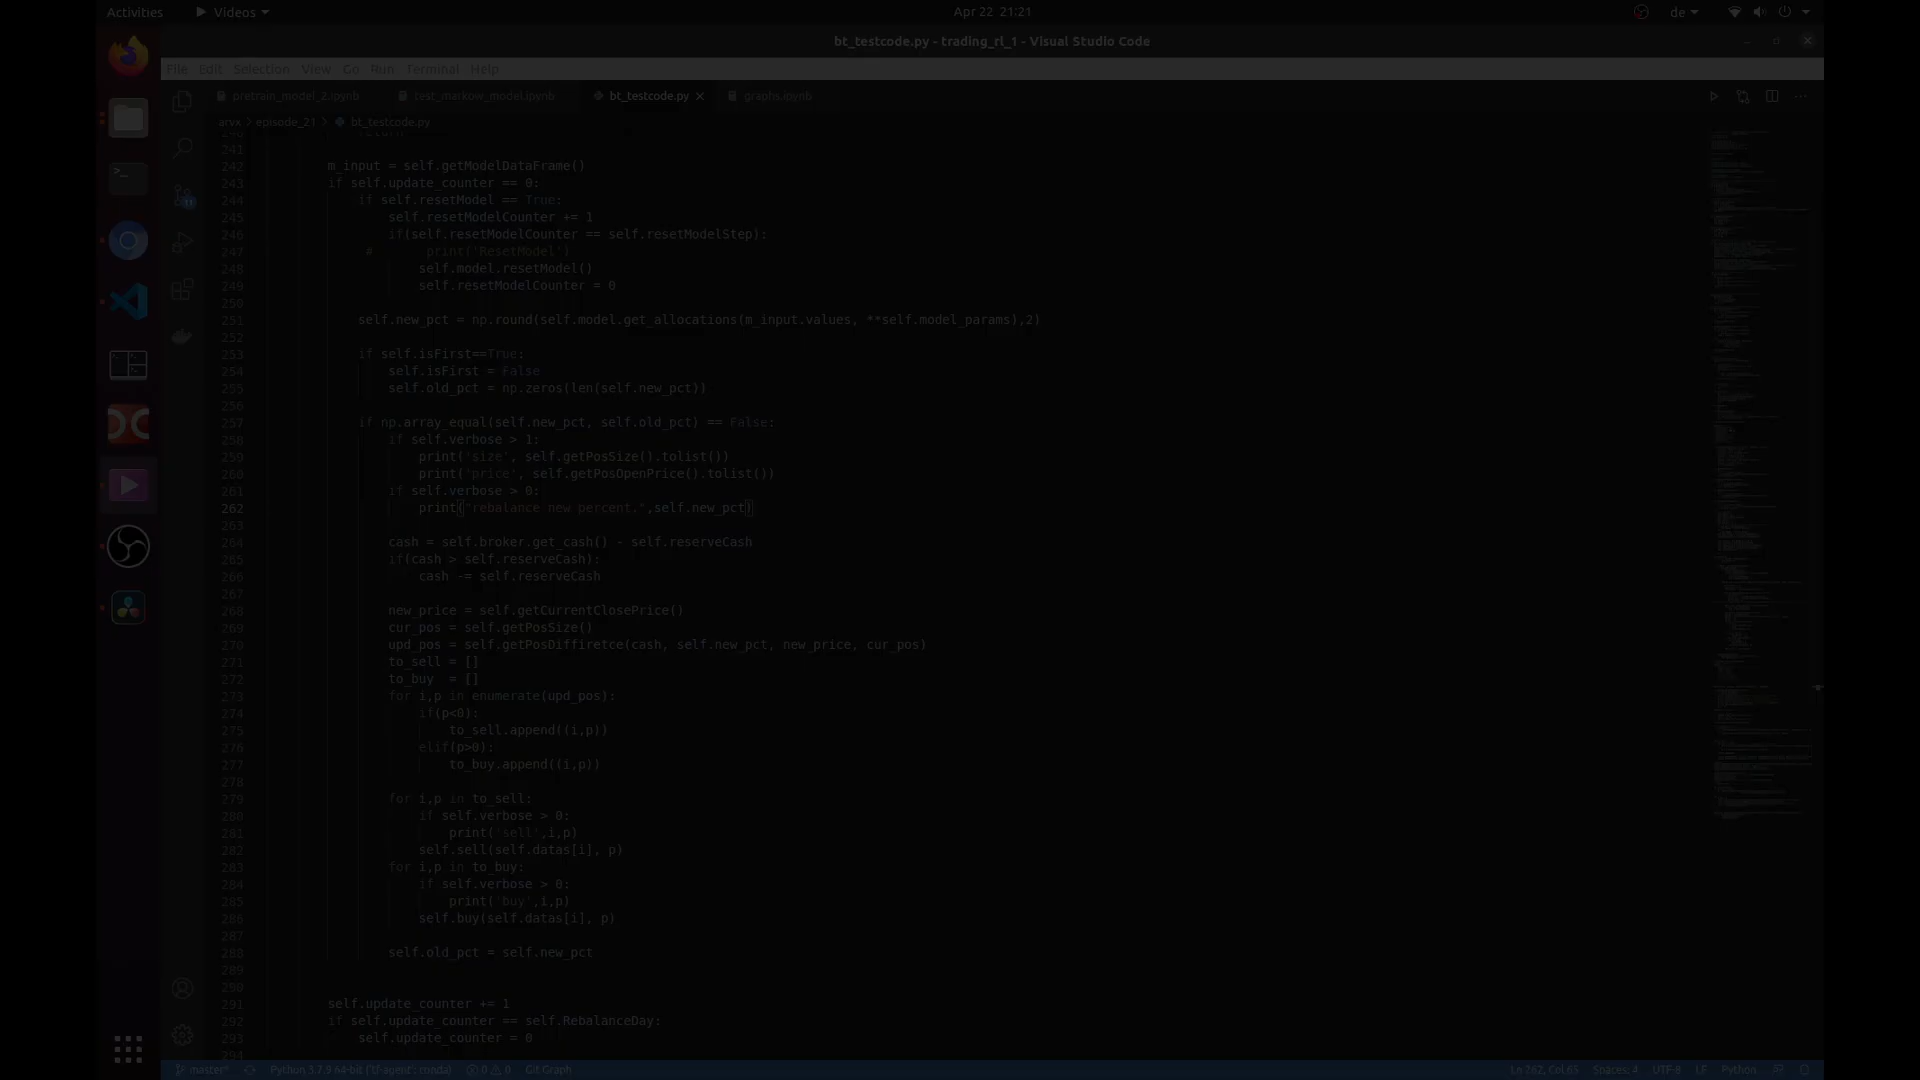 Activities
Videos
Apr 22 21:21
de
bt_testcode.py - trading_rl_1 - Visual Studio Code
File Edit Selection View Go Run Terminal Help
pretrain_model_2.ipynb
test_markow_model.ipynb
bt_testcode.py
graphs.ipynb
arvx > episode_21 > bt_testcode.py
240 return
241
242 m_input = self.getModelDataFrame()
243 if self.update_counter == 0:
244 if self.resetModel == True:
245 self.resetModelCounter += 1
246 if(self.resetModelCounter == self.resetModelStep):
247 # print('ResetModel')
248 self.model.resetModel()
249 self.resetModelCounter = 0
250
251 self.new_pct = np.round(self.model.get_allocations(m_input.values, **self.model_params),2)
252
253 if self.isFirst==True:
254 self.isFirst = False
255 self.old_pct = np.zeros(len(self.new_pct))
256
257 if np.array_equal(self.new_pct, self.old_pct) == False:
258 if self.verbose > 1:
259 print('size', self.getPosSize().tolist())
260 print('price', self.getPosOpenPrice().tolist())
261 if self.verbose > 0:
262 print("rebalance new percent.",self.new_pct)
263
264 cash = self.broker.get_cash() - self.reserveCash
265 if(cash > self.reserveCash):
266 cash -= self.reserveCash
267
268 new_price = self.getCurrentClosePrice()
269 cur_pos = self.getPosSize()
270 upd_pos = self.getPosDiffiretce(cash, self.new_pct, new_price, cur_pos)
271 to_sell = []
272 to_buy = []
273 for i,p in enumerate(upd_pos):
274 if(p<0):
275 to_sell.append((i,p))
276 elif(p>0):
277 to_buy.append((i,p))
278
279 for i,p in to_sell:
280 if self.verbose > 0:
281 print('sell',i,p)
282 self.sell(self.datas[i], p)
283 for i,p in to_buy:
284 if self.verbose > 0:
285 print('buy',i,p)
286 self.buy(self.datas[i], p)
287
288 self.old_pct = self.new_pct
289
290
291 self.update_counter += 1
292 if self.update_counter == self.RebalanceDay:
293 self.update_counter = 0
294
11
master* Python 3.7.9 64-bit 0 0 Git Graph
Ln 262, Col 63 Spaces: 4 UTF-8 LF Python